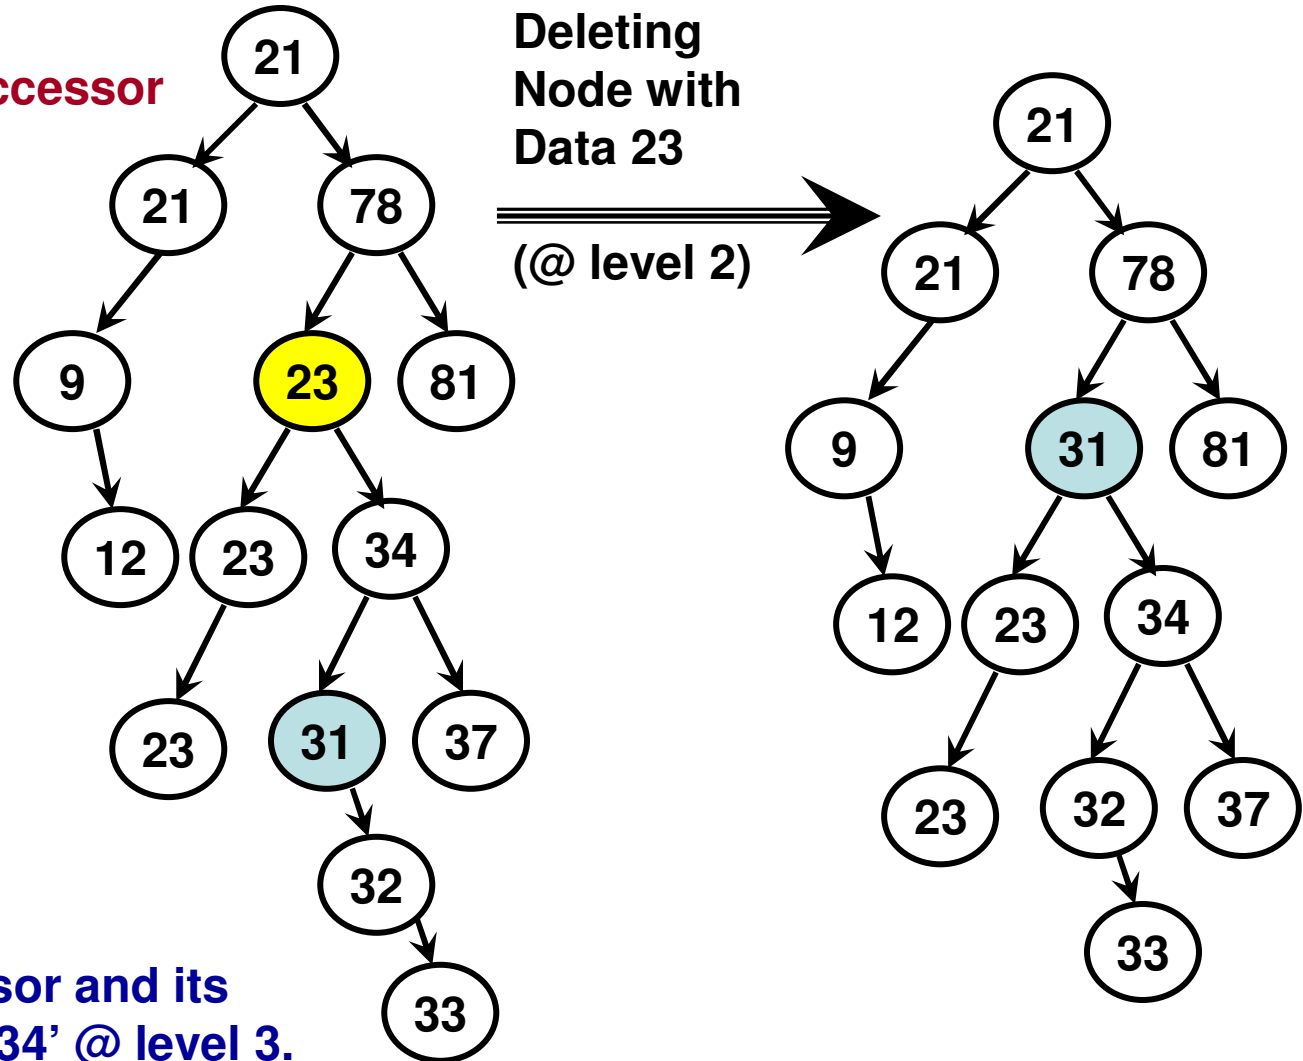 ccessor
Deleting
Node with
Data 23
(@ level 2)
21
21 78
9 23 81
12 23 34
23 31 37
32
33
21
21 78
9 31 81
12 23 34
23 32 37
33
sor and its
34’ @ level 3.